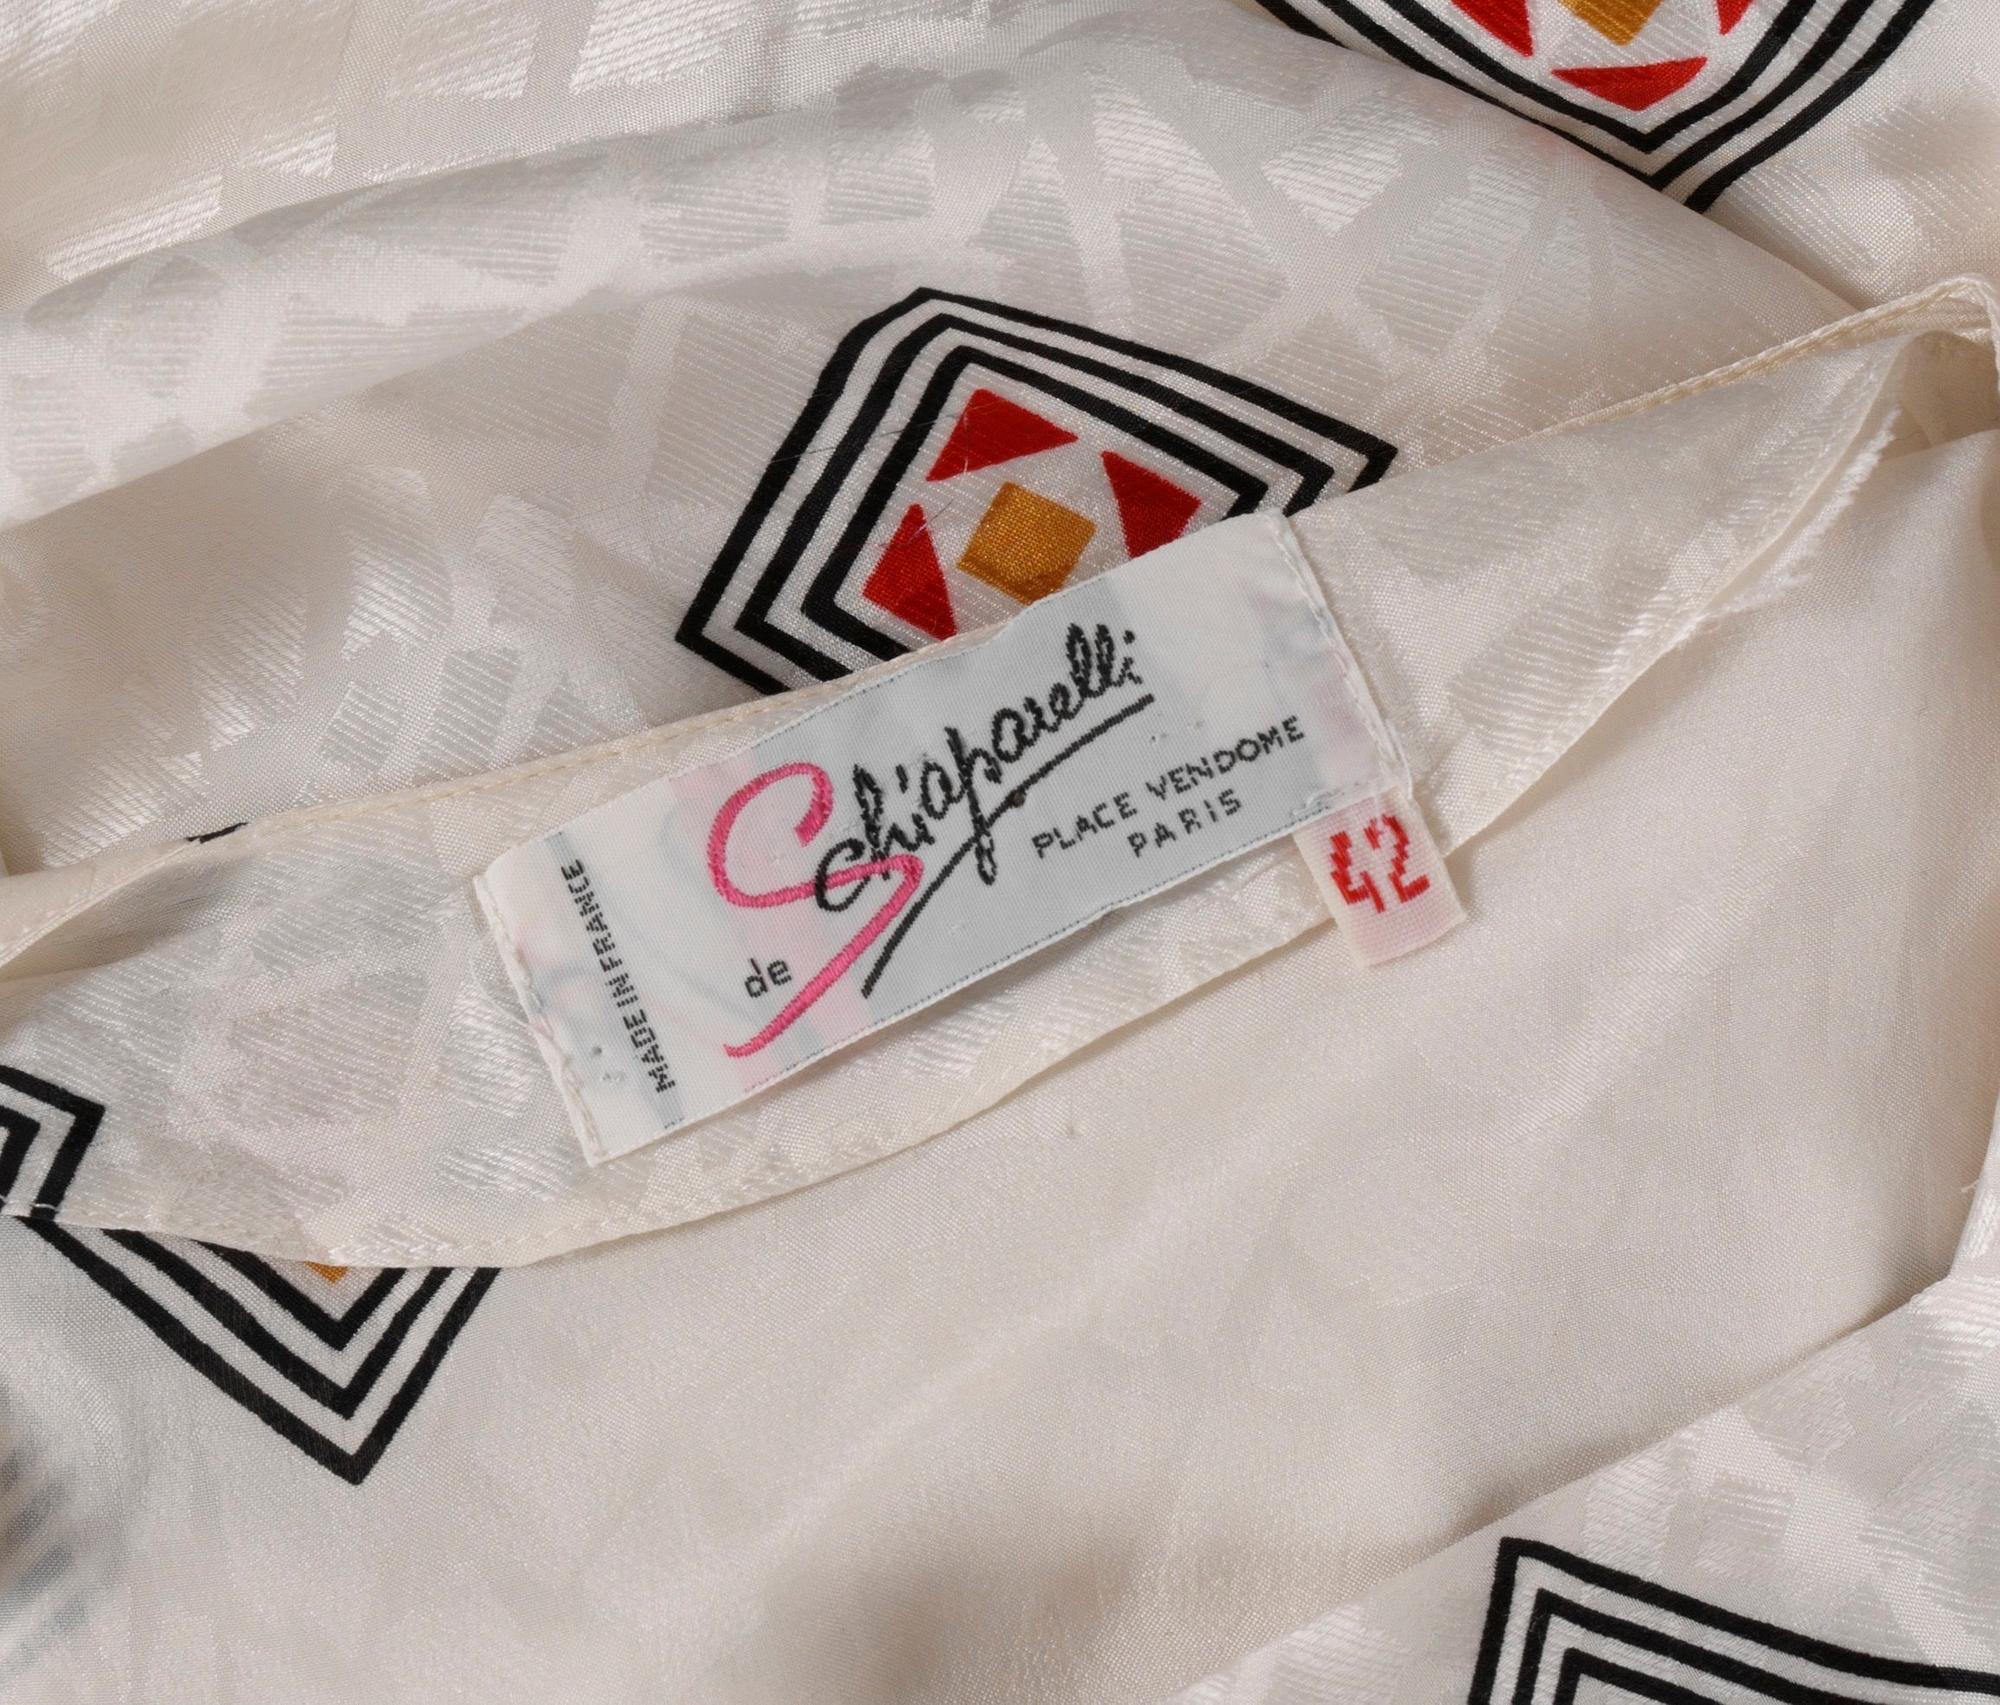 MADE IN FRANCE
de
Schiaparelli
PLACE VENDOME
PARIS
42